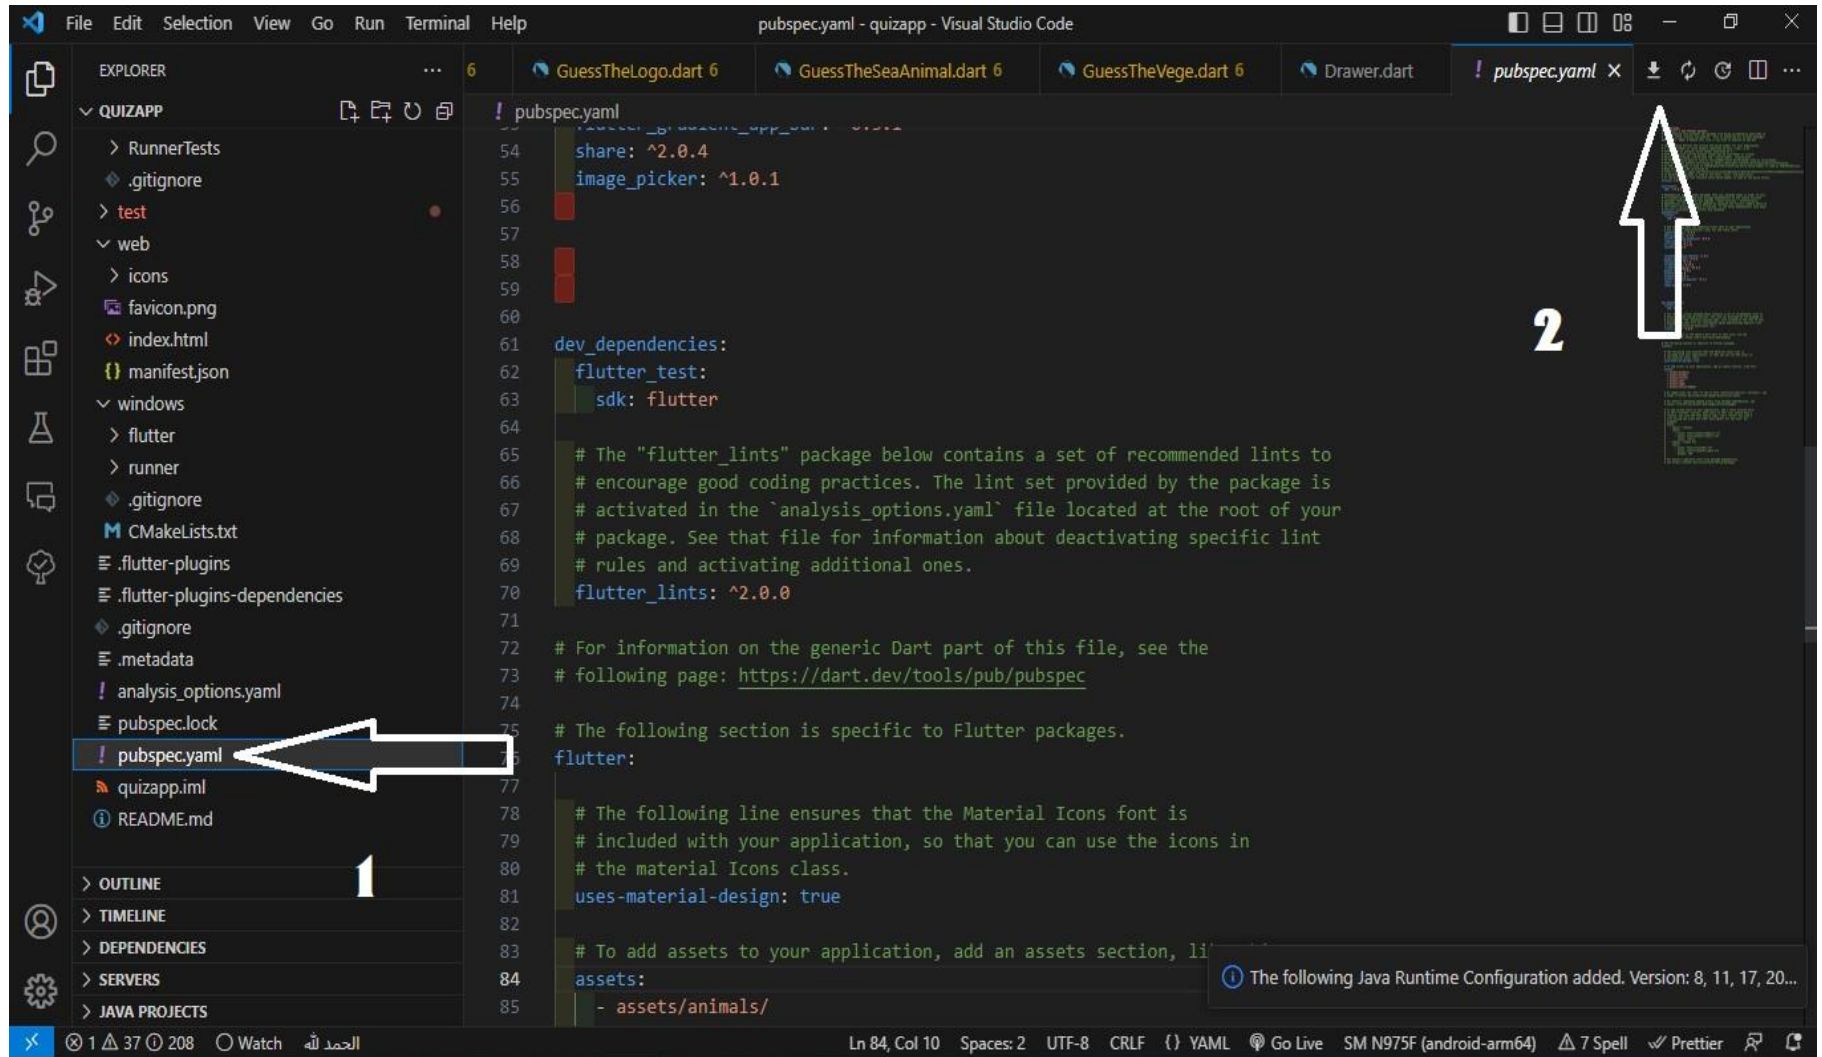 File Edit Selection View Go Run Terminal Help
pubspec.yaml - quizapp - Visual Studio Code
EXPLORER
6
GuessTheLogo.dart 6
GuessTheSeaAnimal.dart 6
GuessTheVege.dart 6
Drawer.dart
! pubspec.yaml
QUIZAPP
RunnerTests
.gitignore
test
web
icons
favicon.png
index.html
manifest.json
windows
flutter
runner
.gitignore
CMakeLists.txt
.flutter-plugins
.flutter-plugins-dependencies
.gitignore
.metadata
! analysis_options.yaml
pubspec.lock
! pubspec.yaml
quizapp.iml
README.md
1
OUTLINE
TIMELINE
DEPENDENCIES
SERVERS
JAVA PROJECTS
! pubspec.yaml
54 share: ^2.0.4
55 image_picker: ^1.0.1
56
57
58
59
60
61 dev_dependencies:
62 flutter_test:
63 sdk: flutter
64
65 # The "flutter_lints" package below contains a set of recommended lints to
66 # encourage good coding practices. The lint set provided by the package is
67 # activated in the `analysis_options.yaml` file located at the root of your
68 # package. See that file for information about deactivating specific lint
69 # rules and activating additional ones.
70 flutter_lints: ^2.0.0
71
72 # For information on the generic Dart part of this file, see the
73 # following page: https://dart.dev/tools/pub/pubspec
74
75 # The following section is specific to Flutter packages.
76 flutter:
77
78 # The following line ensures that the Material Icons font is
79 # included with your application, so that you can use the icons in
80 # the material Icons class.
81 uses-material-design: true
82
83 # To add assets to your application, add an assets section,
84 assets:
85 - assets/animals/
2
The following Java Runtime Configuration added. Version: 8, 11, 17, 20...
1 37 208 Watch الحمد لله
Ln 84, Col 10 Spaces: 2 UTF-8 CRLF {} YAML Go Live SM N975F (android-arm64) 7 Spell Prettier